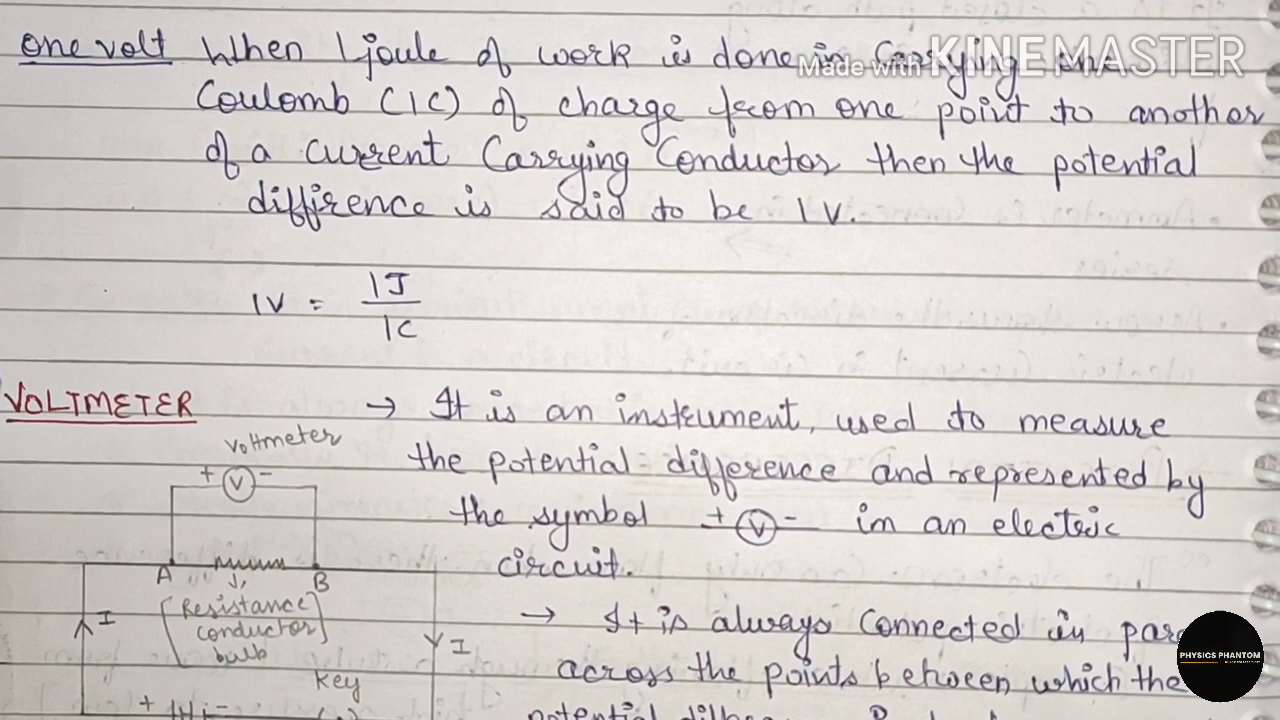 one volt When 1 joule of work is done in Carrying one
Made with KINEMASTER
Coulomb (1C) of charge from one point to another
of a current Carrying Conductor then the potential
diffirence is said to be 1V.
1V = 1J
1C
VOLTMETER → It is an instrument, used to measure
the potential difference and represented by
the symbol + V - in an electric
circuit.
voltmeter
+ V -
A B
Resistance
conductor
bulb
I
I
Key
+ -
→ It is always Connected in
across the points between which the
potential
PHYSICS PHANTOM